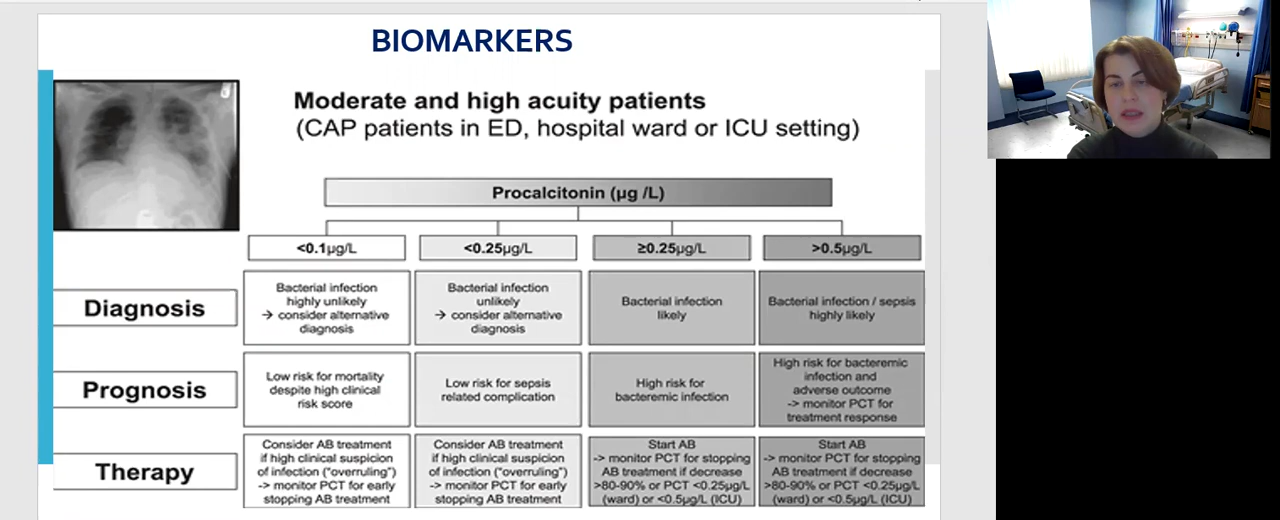 BIOMARKERS
Moderate and high acuity patients
(CAP patients in ED, hospital ward or ICU setting)
Procalcitonin (µg /L)
<0.1µg/L
<0.25µg/L
≥0.25µg/L
>0.5µg/L
Diagnosis
Bacterial infection
highly unlikely
→ consider alternative
diagnosis
Bacterial infection
unlikely
→ consider alternative
diagnosis
Bacterial infection
likely
Bacterial infection / sepsis
highly likely
Prognosis
Low risk for mortality
despite high clinical
risk score
Low risk for sepsis
related complication
High risk for
bacteremic infection
High risk for bacteremic
infection and
adverse outcome
-> monitor PCT for
treatment response
Therapy
Consider AB treatment
if high clinical suspicion
of infection ("overruling")
-> monitor PCT for early
stopping AB treatment
Consider AB treatment
if high clinical suspicion
of infection ("overruling")
-> monitor PCT for early
stopping AB treatment
Start AB
-> monitor PCT for stopping
AB treatment if decrease
>80-90% or PCT <0.25µg/L
(ward) or <0.5µg/L (ICU)
Start AB
-> monitor PCT for stopping
AB treatment if decrease
>80-90% or PCT <0.25µg/L
(ward) or <0.5µg/L (ICU)